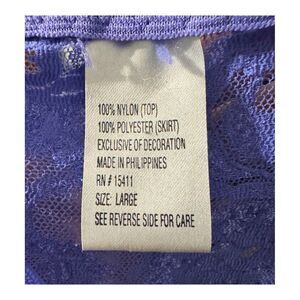 100% NYLON (TOP)
100% POLYESTER (SKIRT)
EXCLUSIVE OF DECORATION
MADE IN PHILIPPINES
RN # 15411
SIZE: LARGE
SEE REVERSE SIDE FOR CARE